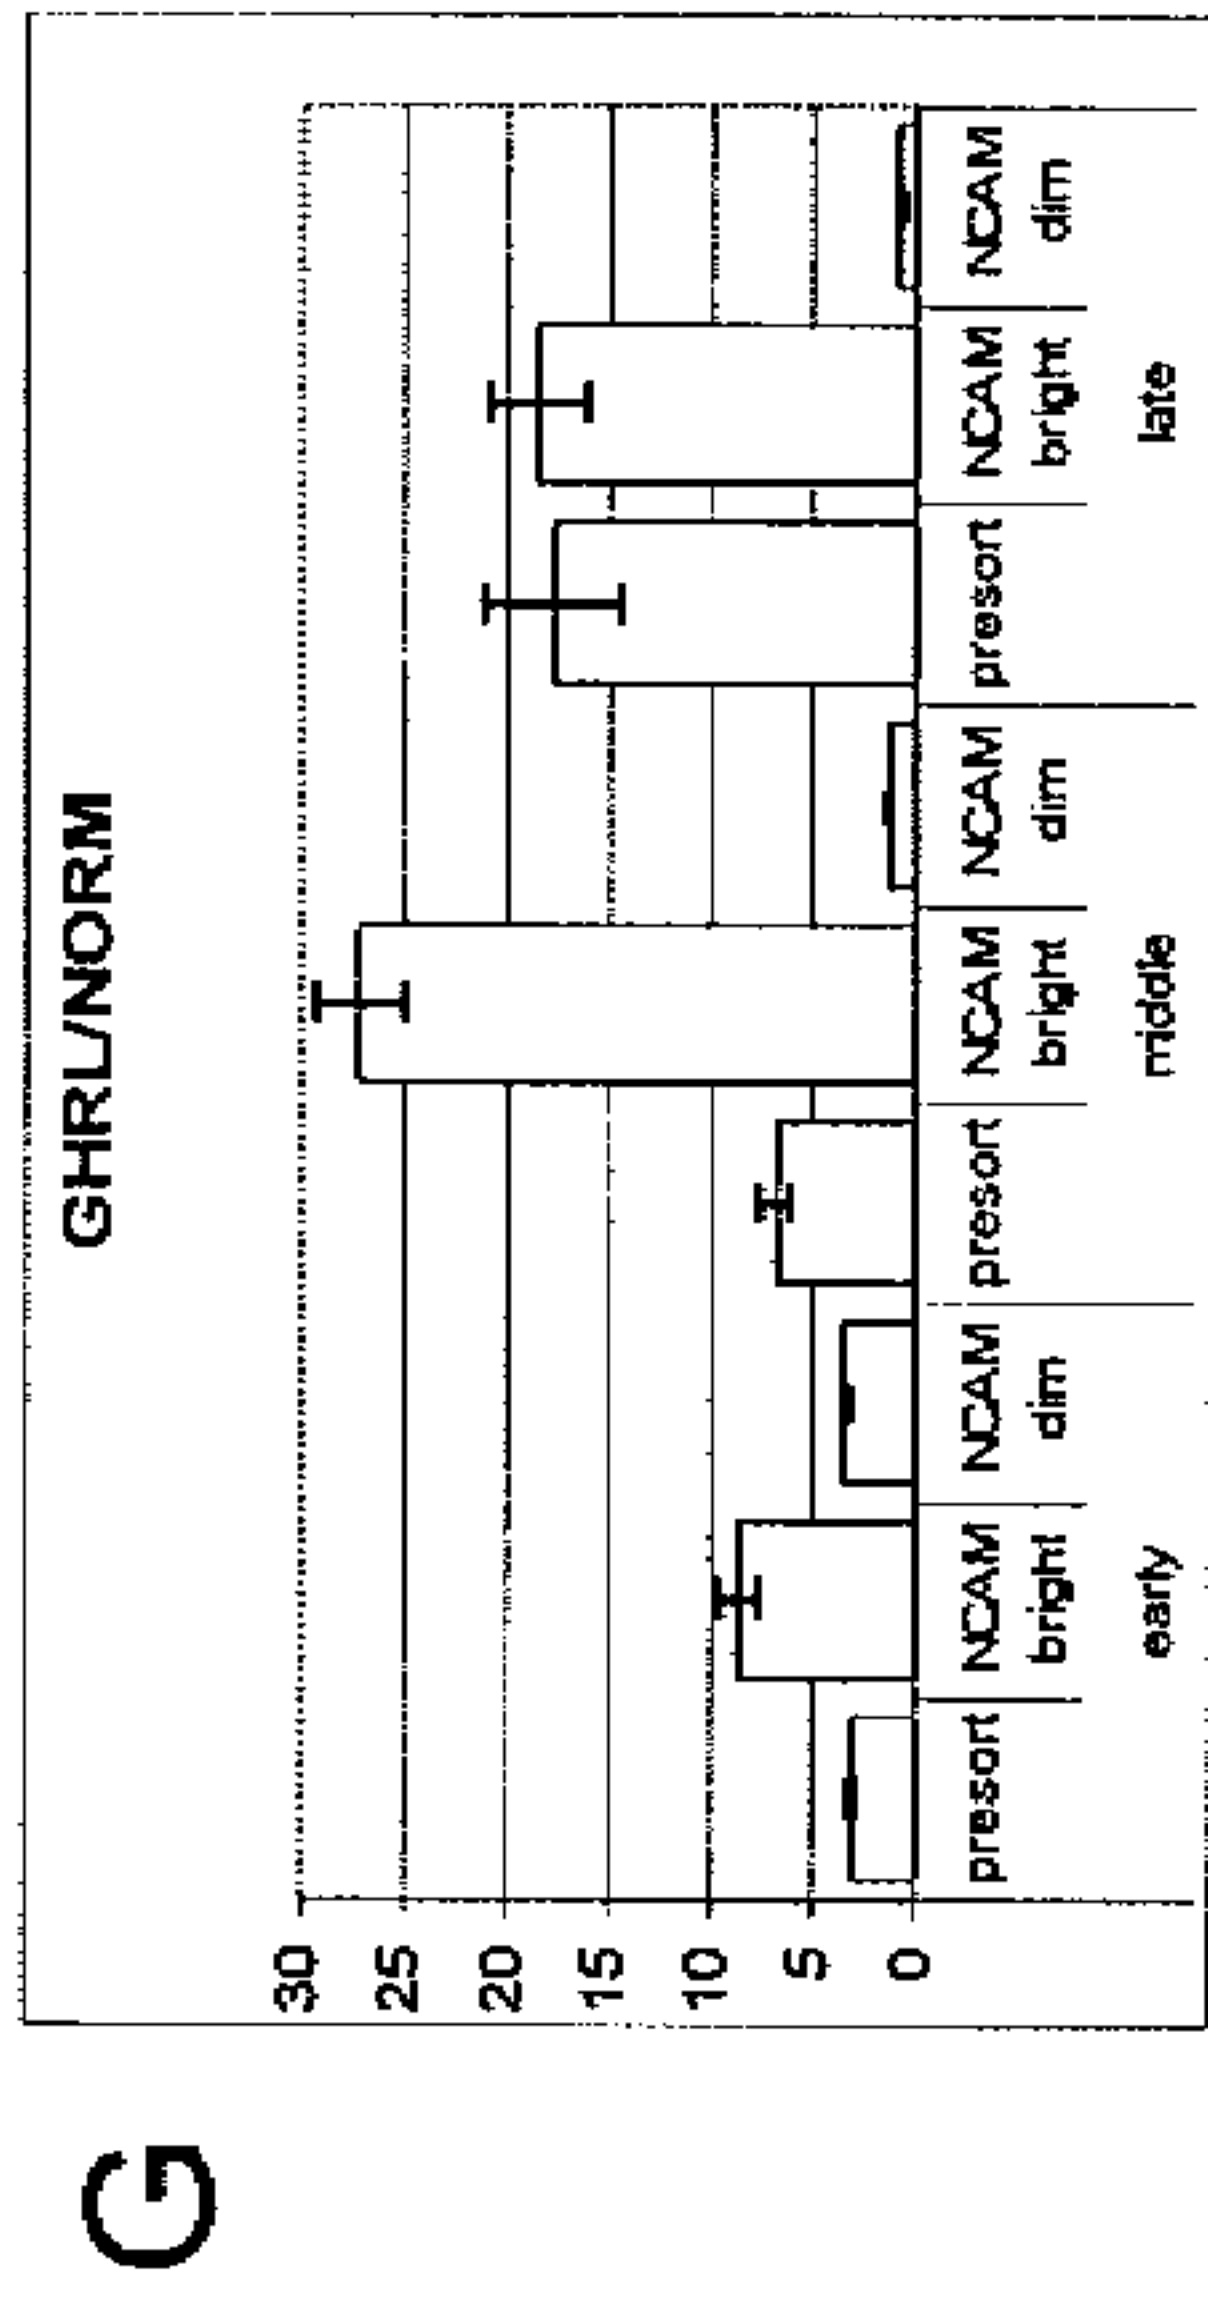 G
GHRL/NORM
30
25
20
15
10
5
0
presort NCAM NCAM presort NCAM NCAM presort NCAM NCAM
bright dim bright dim bright dim
early middle late